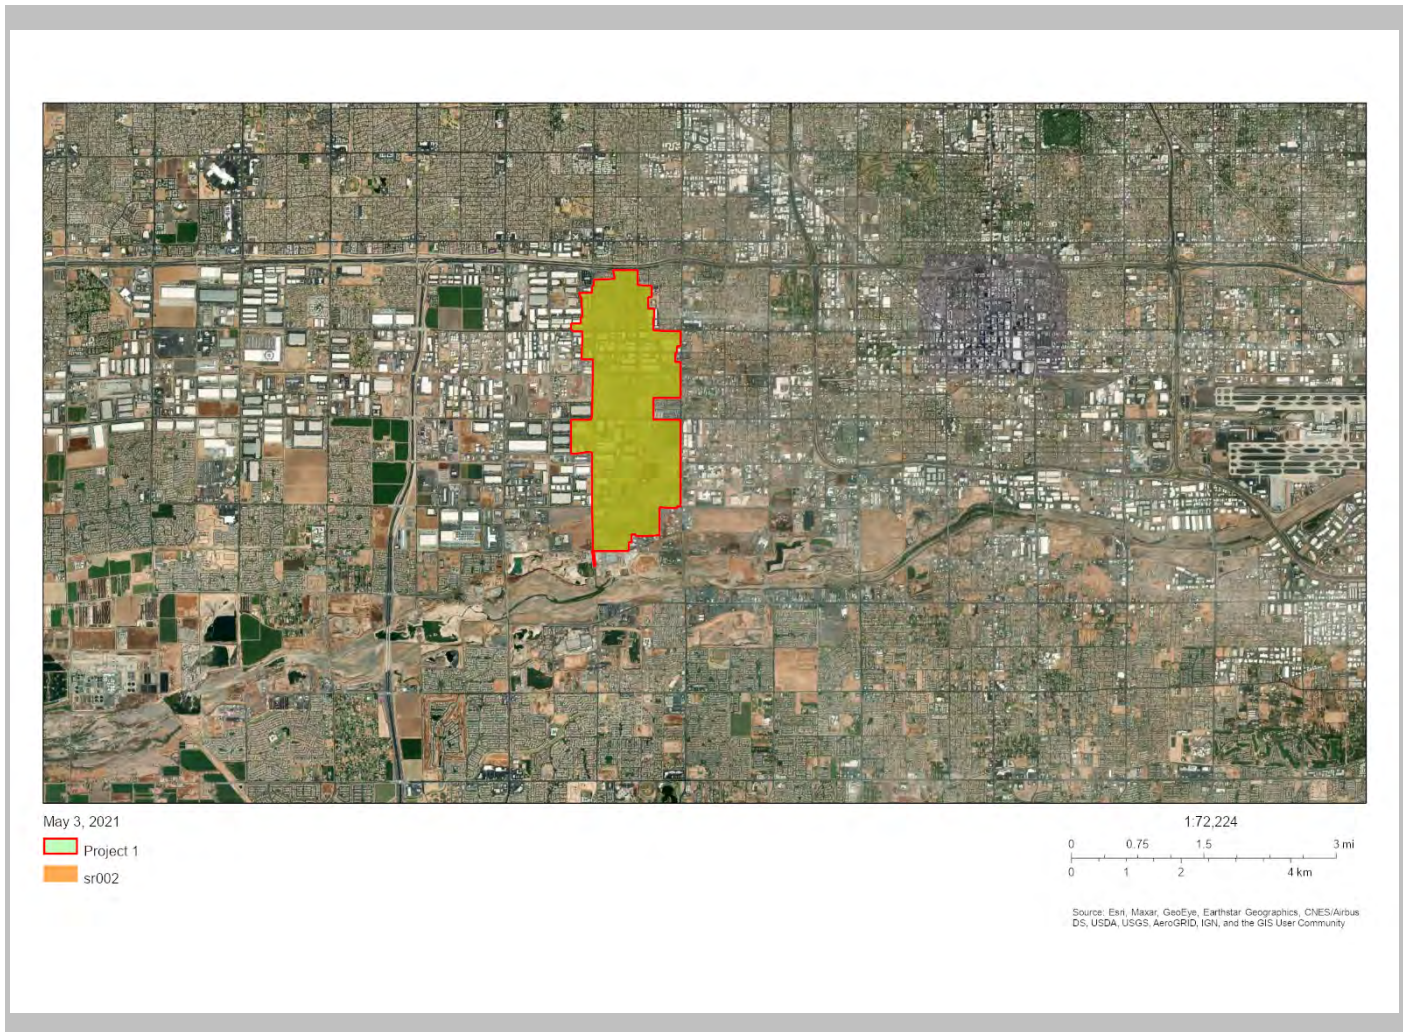 May 3, 2021
Project 1
sr002
1:72,224
0 0.75 1.5 3 mi
0 1 2 4 km
Source: Esri, Maxar, GeoEye, Earthstar Geographics, CNES/Airbus
DS, USDA, USGS, AeroGRID, IGN, and the GIS User Community